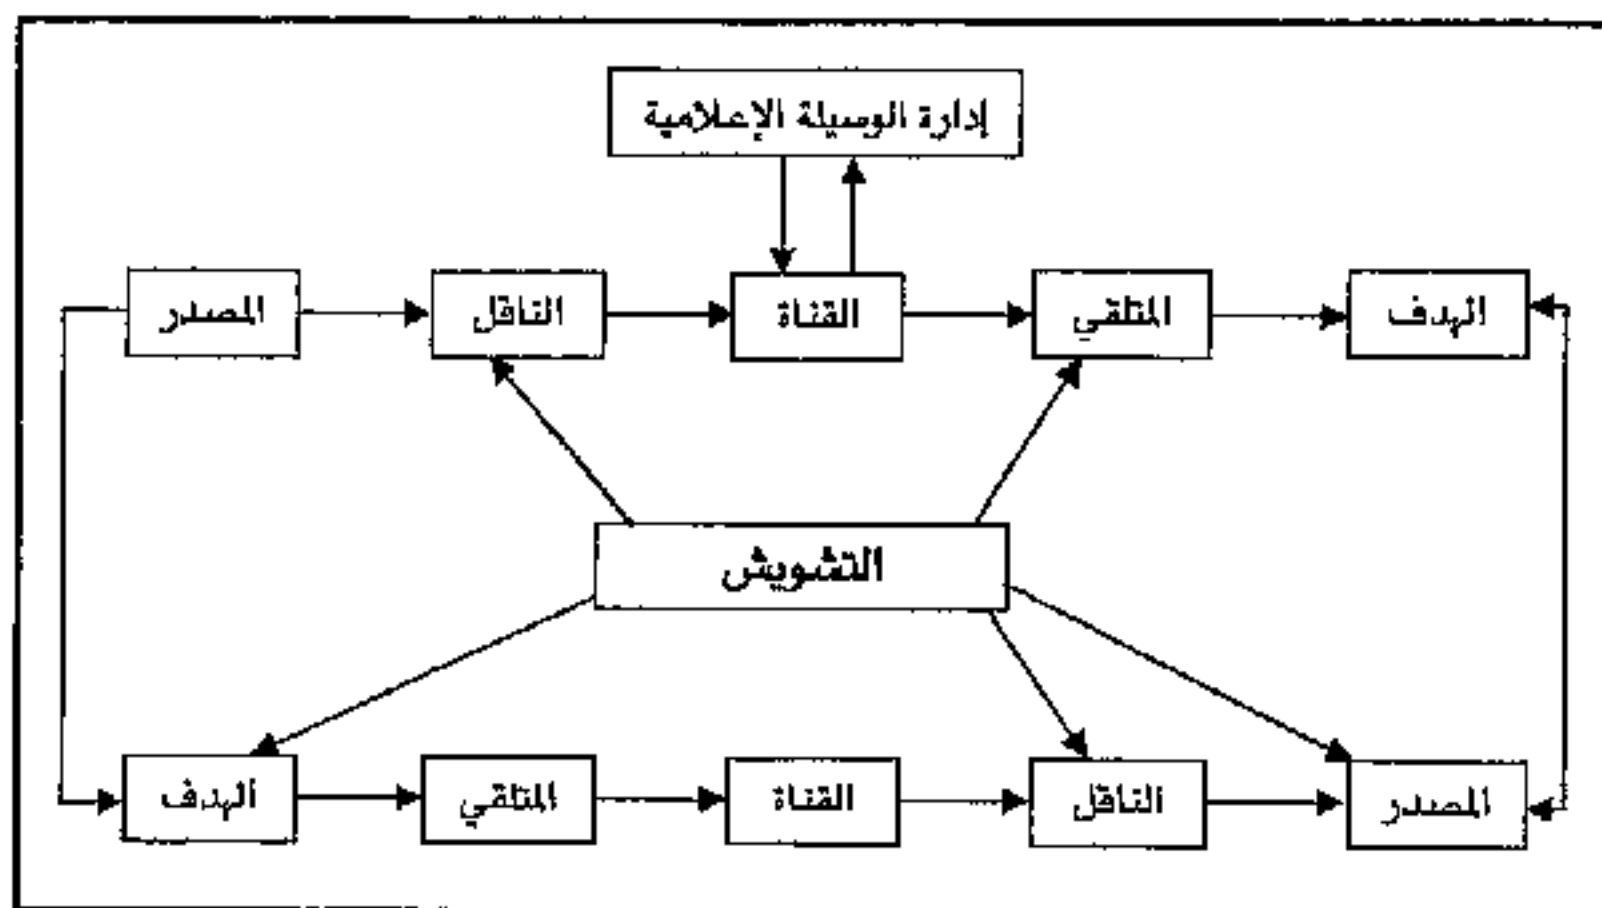 إدارة الوسيلة الإعلامية
المصدر
الناقل
القناة
المتلقي
الهدف
التشويش
الهدف
المتلقي
القناة
الناقل
المصدر